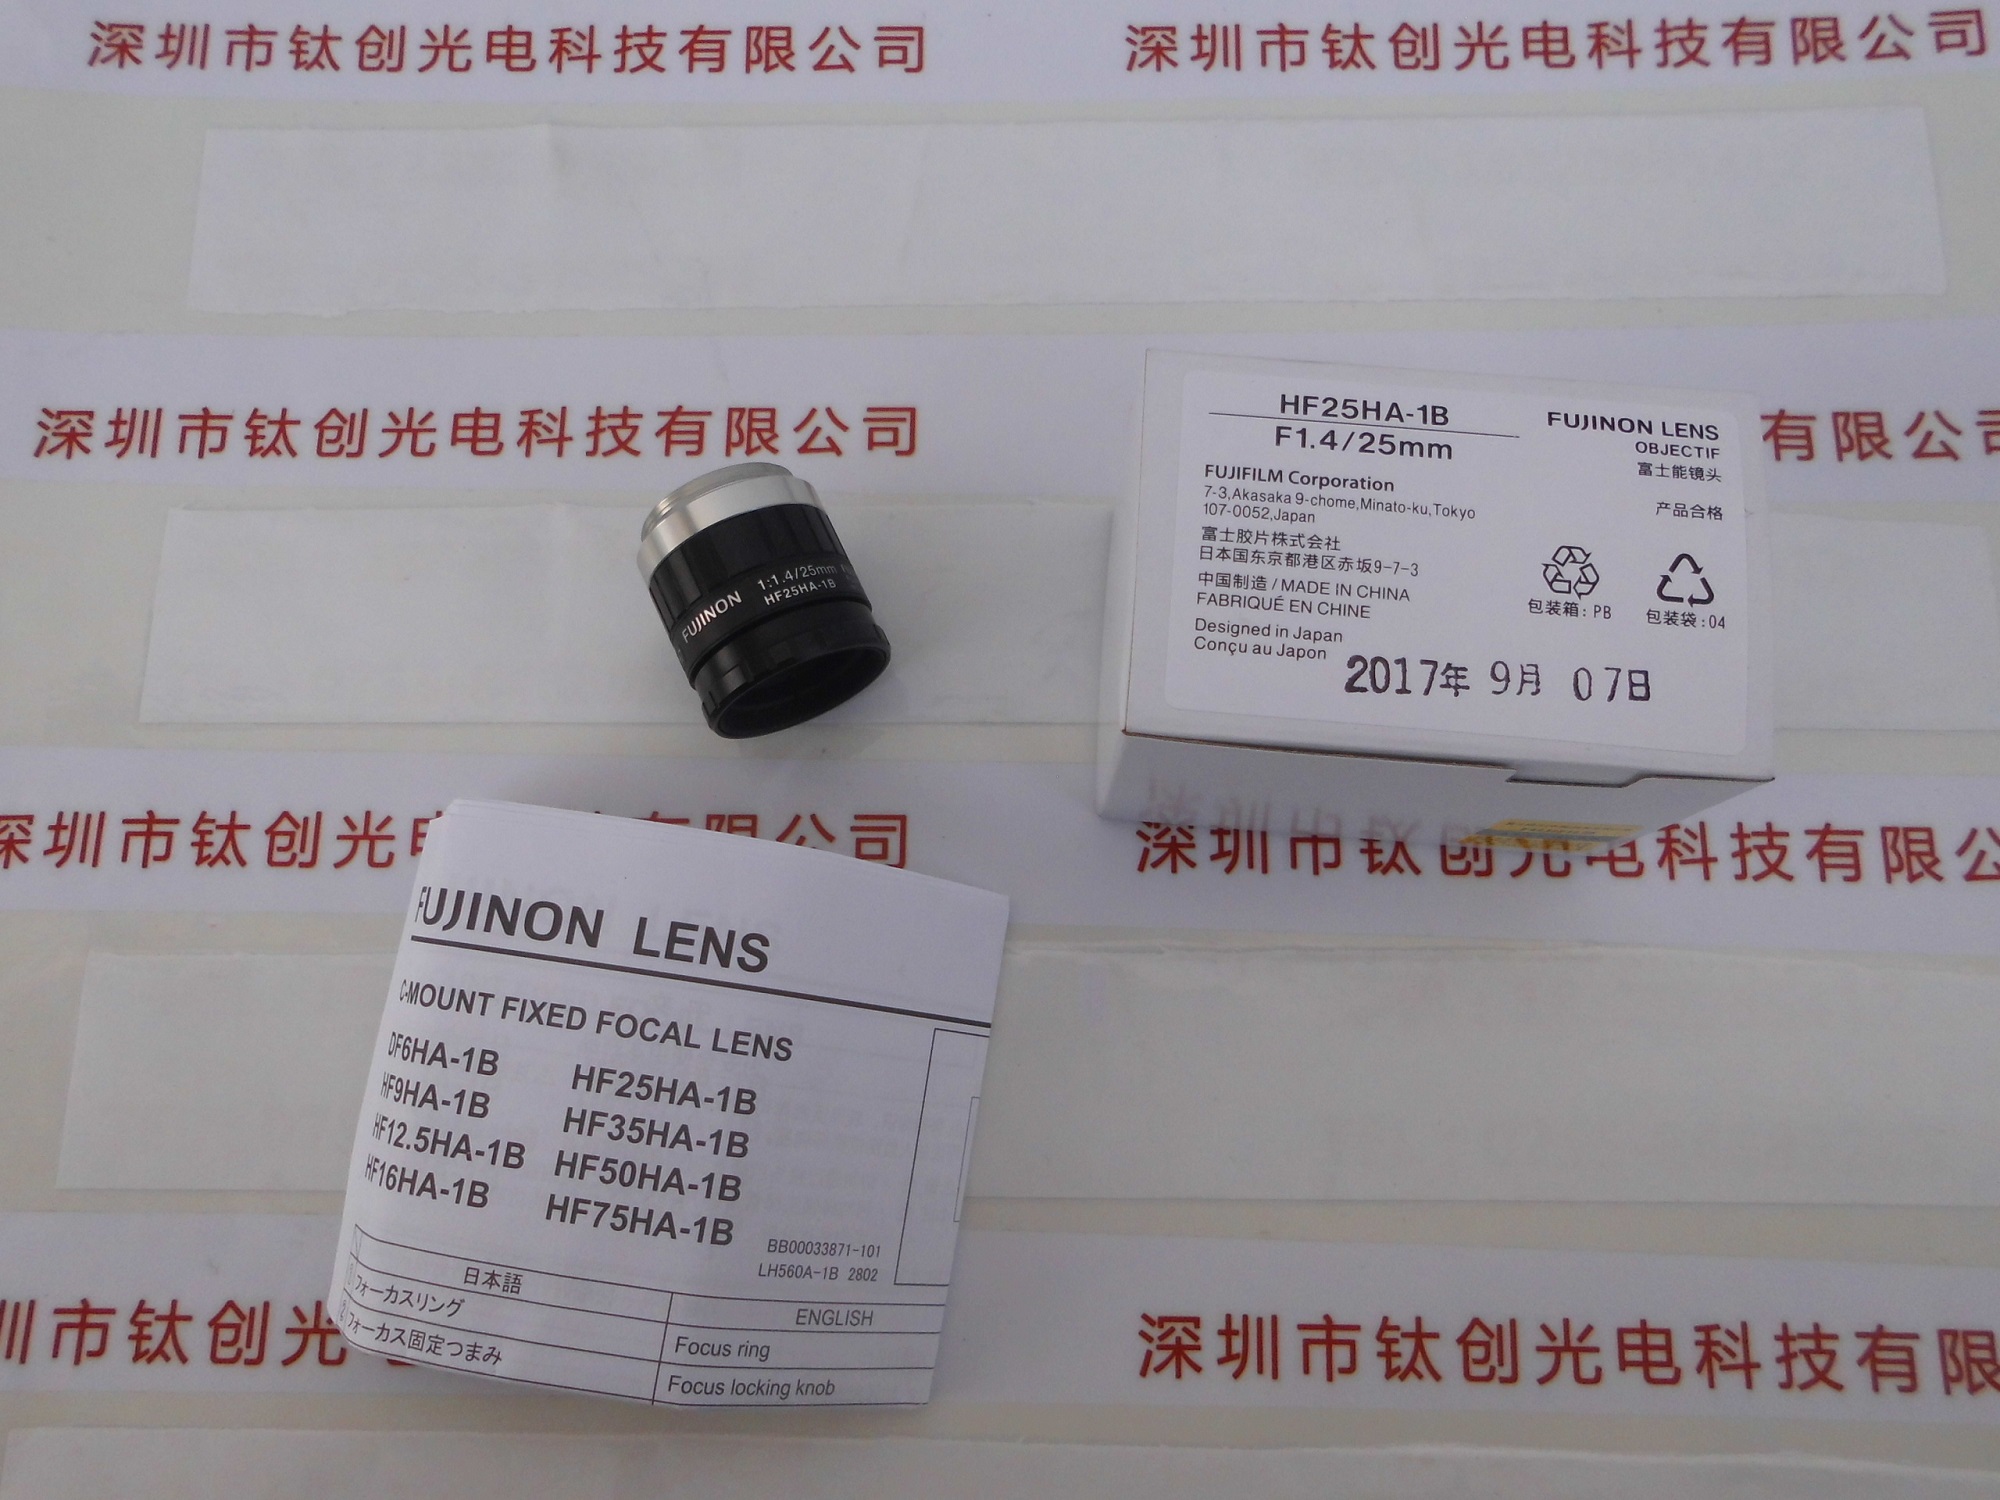 深圳市钛创光电科技有限公司
深圳市钛创光电科技有限公司
深圳市钛创光电科技有限公司
有限公司
HF25HA-1B
F1.4/25mm
FUJINON LENS
OBJECTIF
富士能镜头
产品合格
FUJIFILM Corporation
7-3,Akasaka 9-chome,Minato-ku,Tokyo
107-0052,Japan
富士胶片株式会社
日本国东京都港区赤坂9-7-3
中国制造 / MADE IN CHINA
FABRIQUÉ EN CHINE
Designed in Japan
Conçu au Japon
包装箱: PB
包装袋: 04
2017年 9月 07日
FUJINON 1:1.4/25mm
HF25HA-1B
深圳市钛创光电 有限公司
深圳市钛创光电科技有限公
FUJINON LENS
C-MOUNT FIXED FOCAL LENS
DF6HA-1B
HF9HA-1B
HF12.5HA-1B
HF16HA-1B
HF25HA-1B
HF35HA-1B
HF50HA-1B
HF75HA-1B
BB00033871-101
LH560A-1B 2802
日本語
ENGLISH
フォーカスリング
Focus ring
フォーカス固定つまみ
Focus locking knob
圳市钛创光
深圳市钛创光电科技有限